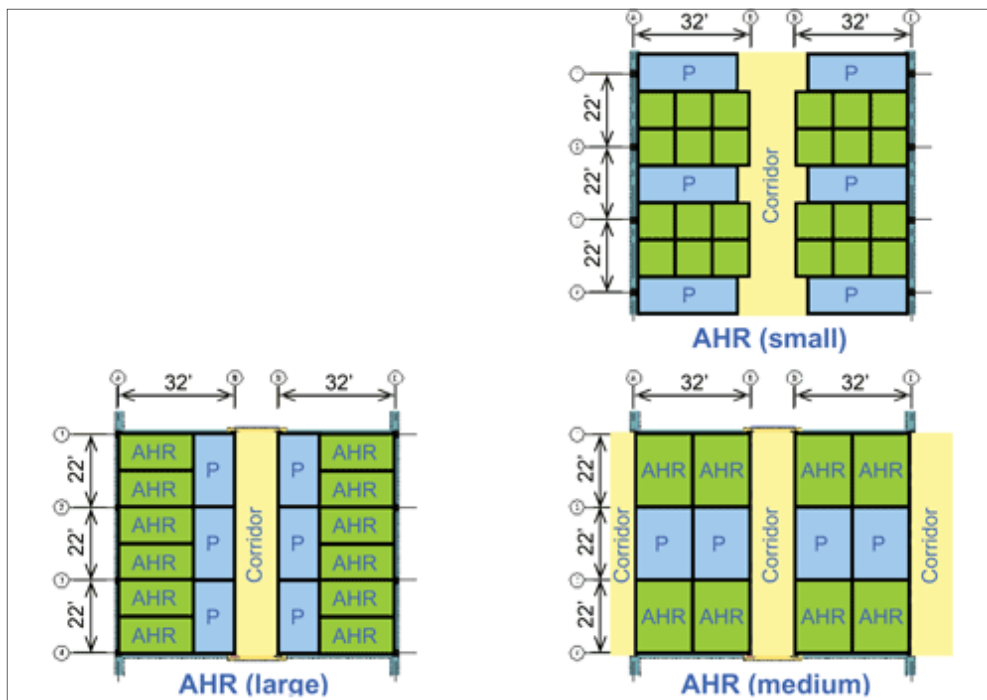 32' 32'
P P
22'
22'
P P
22'
P P
Corridor
AHR (small)
32' 32'
22'
22'
22'
AHR P P AHR
AHR AHR
AHR P P AHR
AHR AHR
AHR P P AHR
AHR AHR
Corridor
AHR (large)
32' 32'
22'
22'
22'
AHR AHR AHR AHR
P P P P
AHR AHR AHR AHR
Corridor Corridor Corridor
AHR (medium)